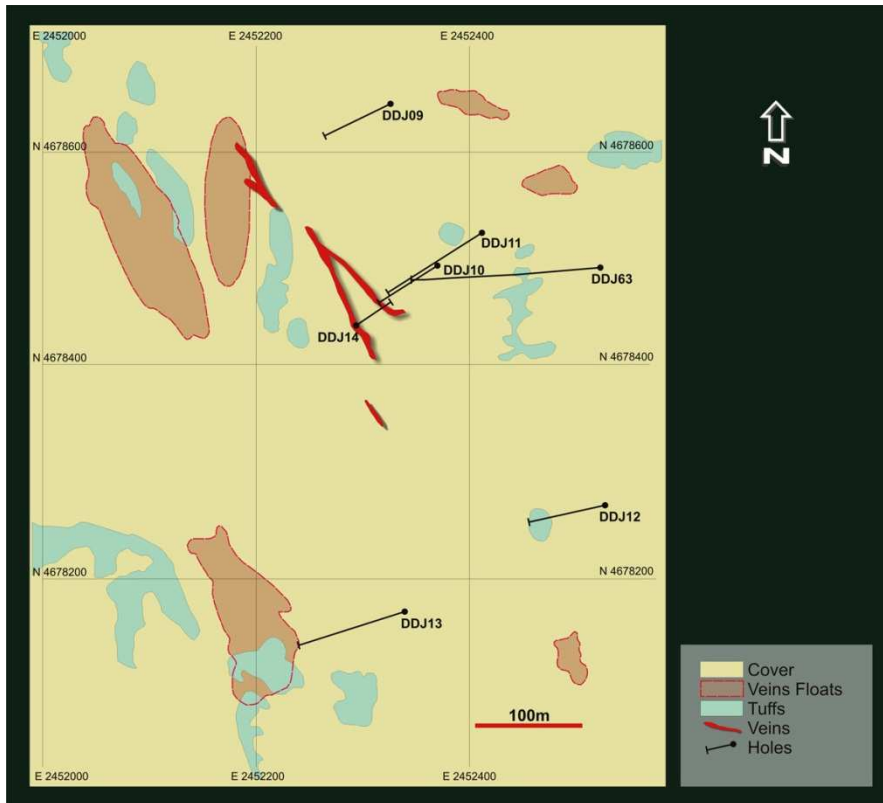 E 2452000
E 2452200
E 2452400
DDJ09
N 4678600
N 4678600
N
DDJ11
DDJ10
DDJ63
DDJ14
N 4678400
N 4678400
DDJ12
N 4678200
N 4678200
DDJ13
100m
Cover
Veins Floats
Tuffs
Veins
Holes
E 2452000
E 2452200
E 2452400